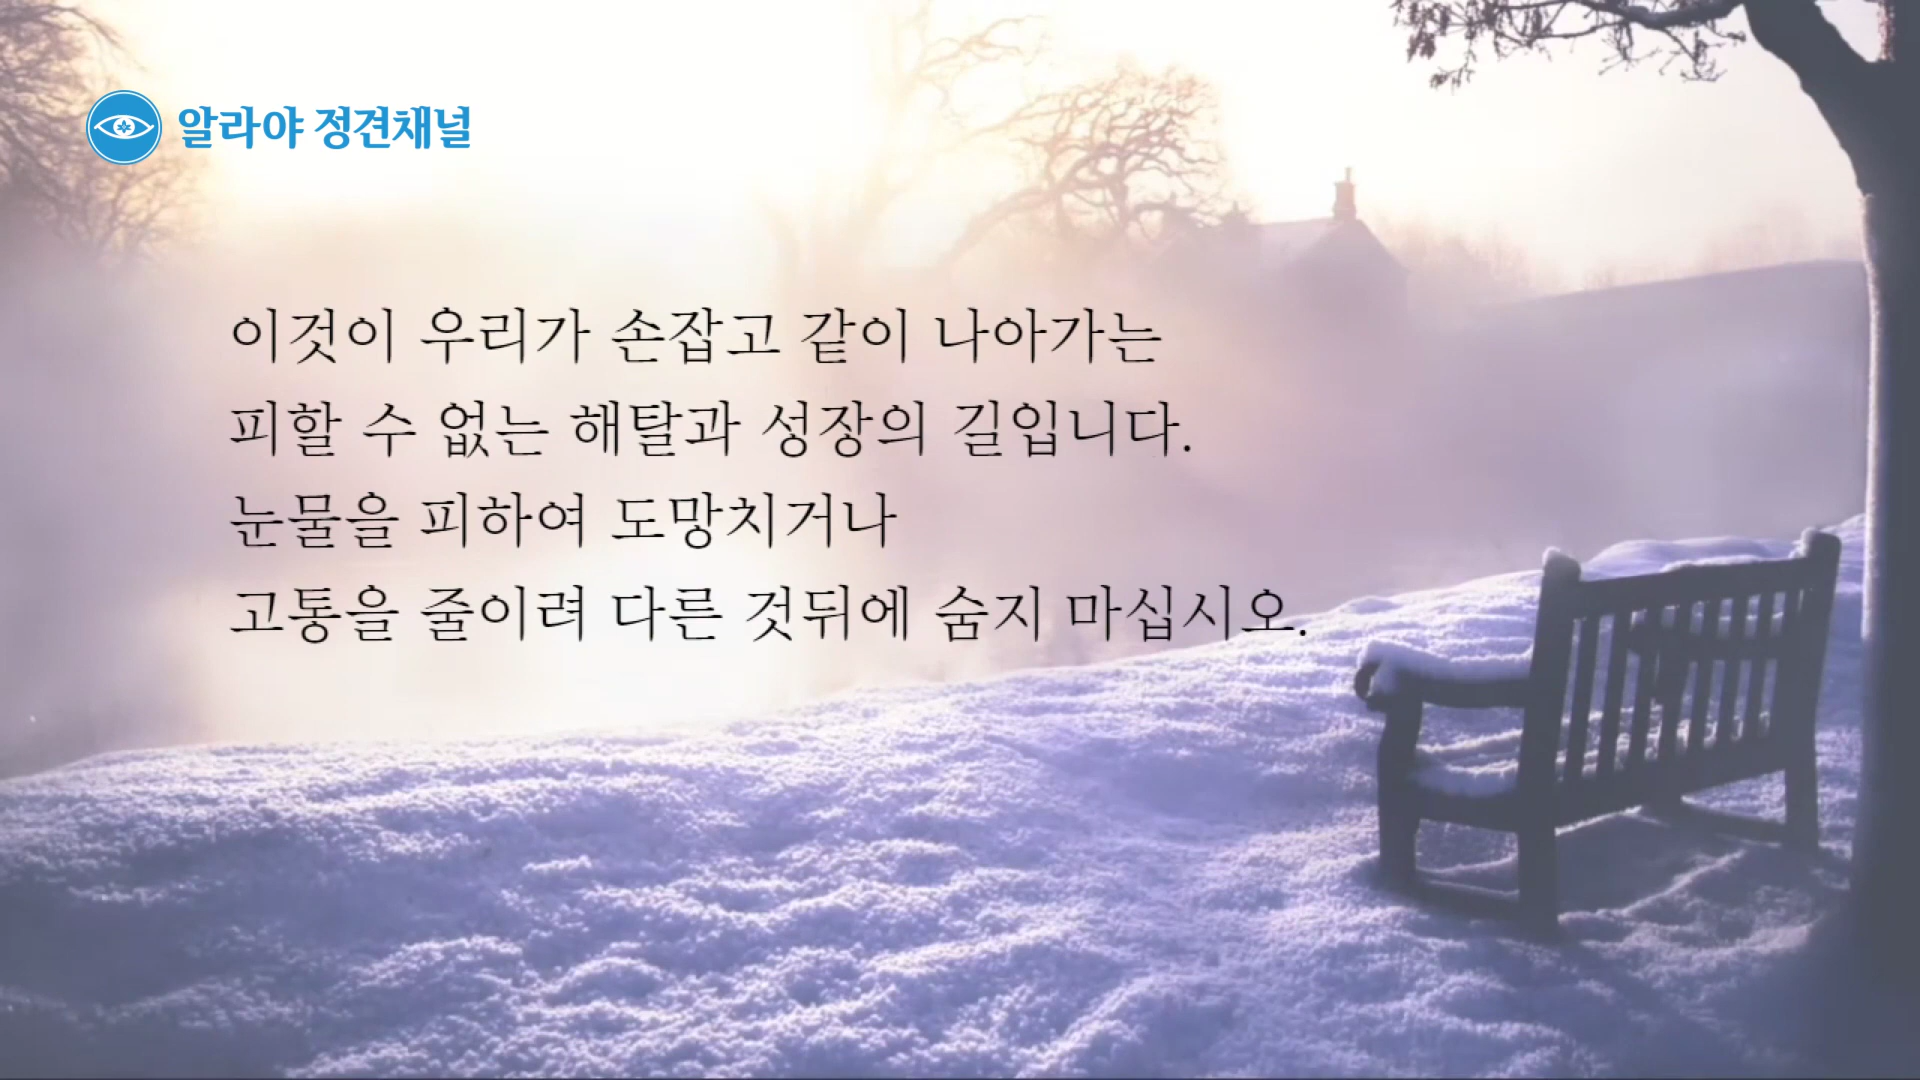 알라야 정견채널
이것이 우리가 손잡고 같이 나아가는
피할 수 없는 해탈과 성장의 길입니다.
눈물을 피하여 도망치거나
고통을 줄이려 다른 것뒤에 숨지 마십시오.